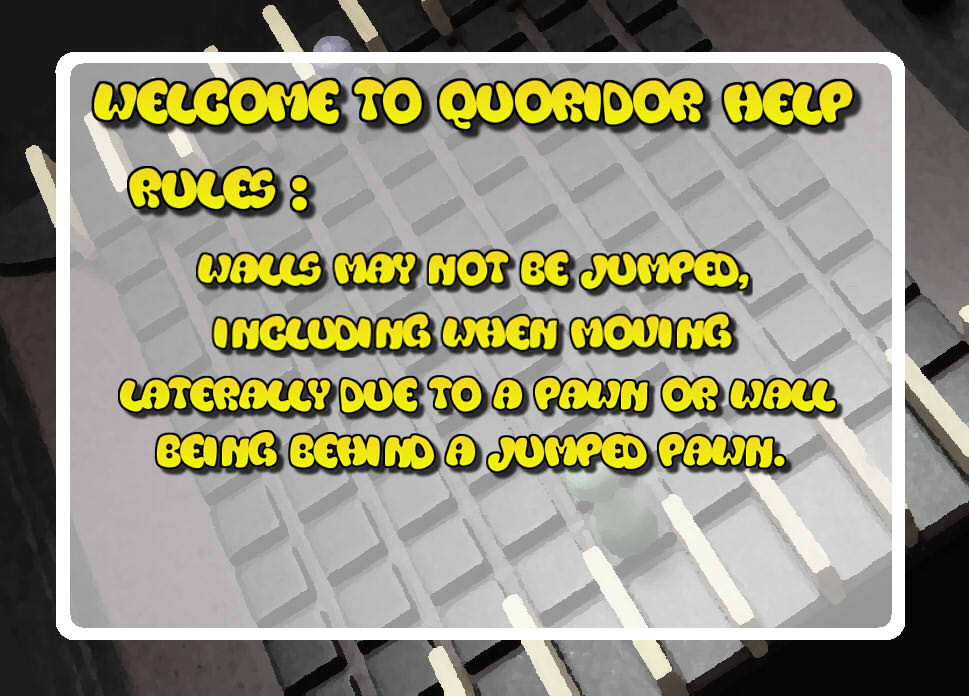 WELCOME TO QUORIDOR HELP
RULES :
WALLS MAY NOT BE JUMPED,
INCLUDING WHEN MOVING
LATERALLY DUE TO A PAWN OR WALL
BEING BEHIND A JUMPED PAWN.